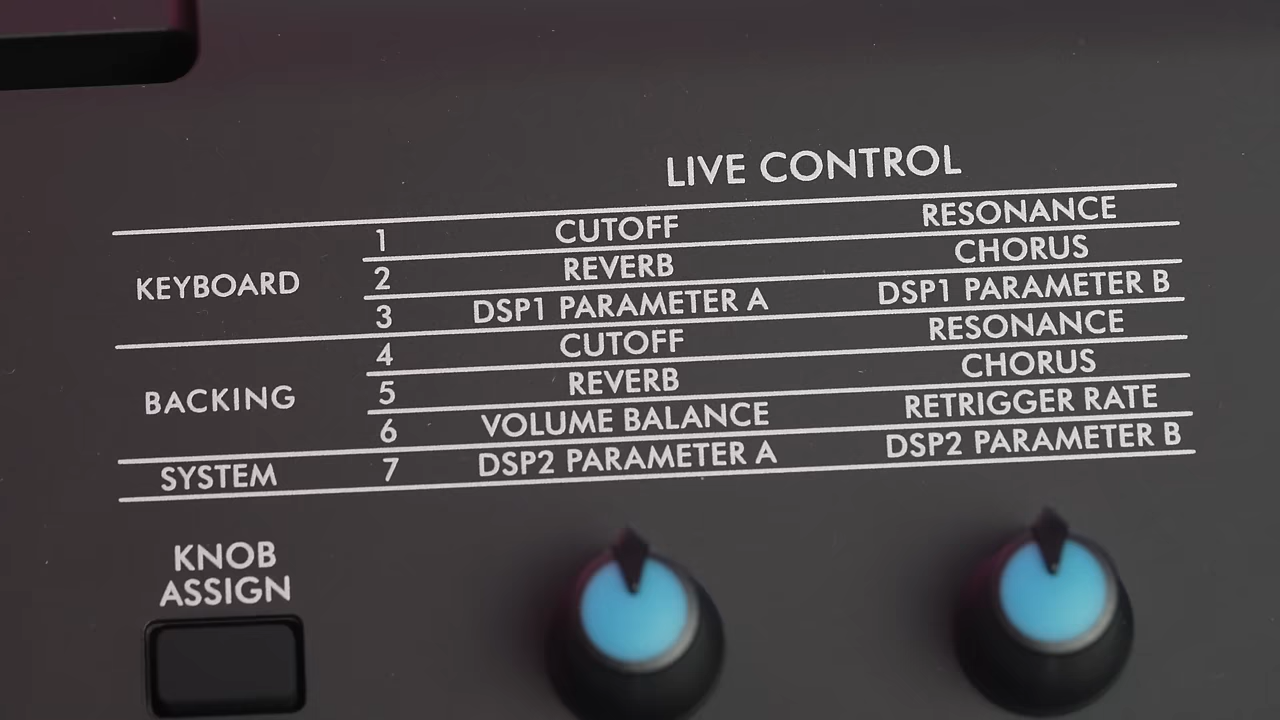 LIVE CONTROL
KEYBOARD 1 CUTOFF RESONANCE
2 REVERB CHORUS
3 DSP1 PARAMETER A DSP1 PARAMETER B
BACKING 4 CUTOFF RESONANCE
5 REVERB CHORUS
6 VOLUME BALANCE RETRIGGER RATE
SYSTEM 7 DSP2 PARAMETER A DSP2 PARAMETER B
KNOB
ASSIGN